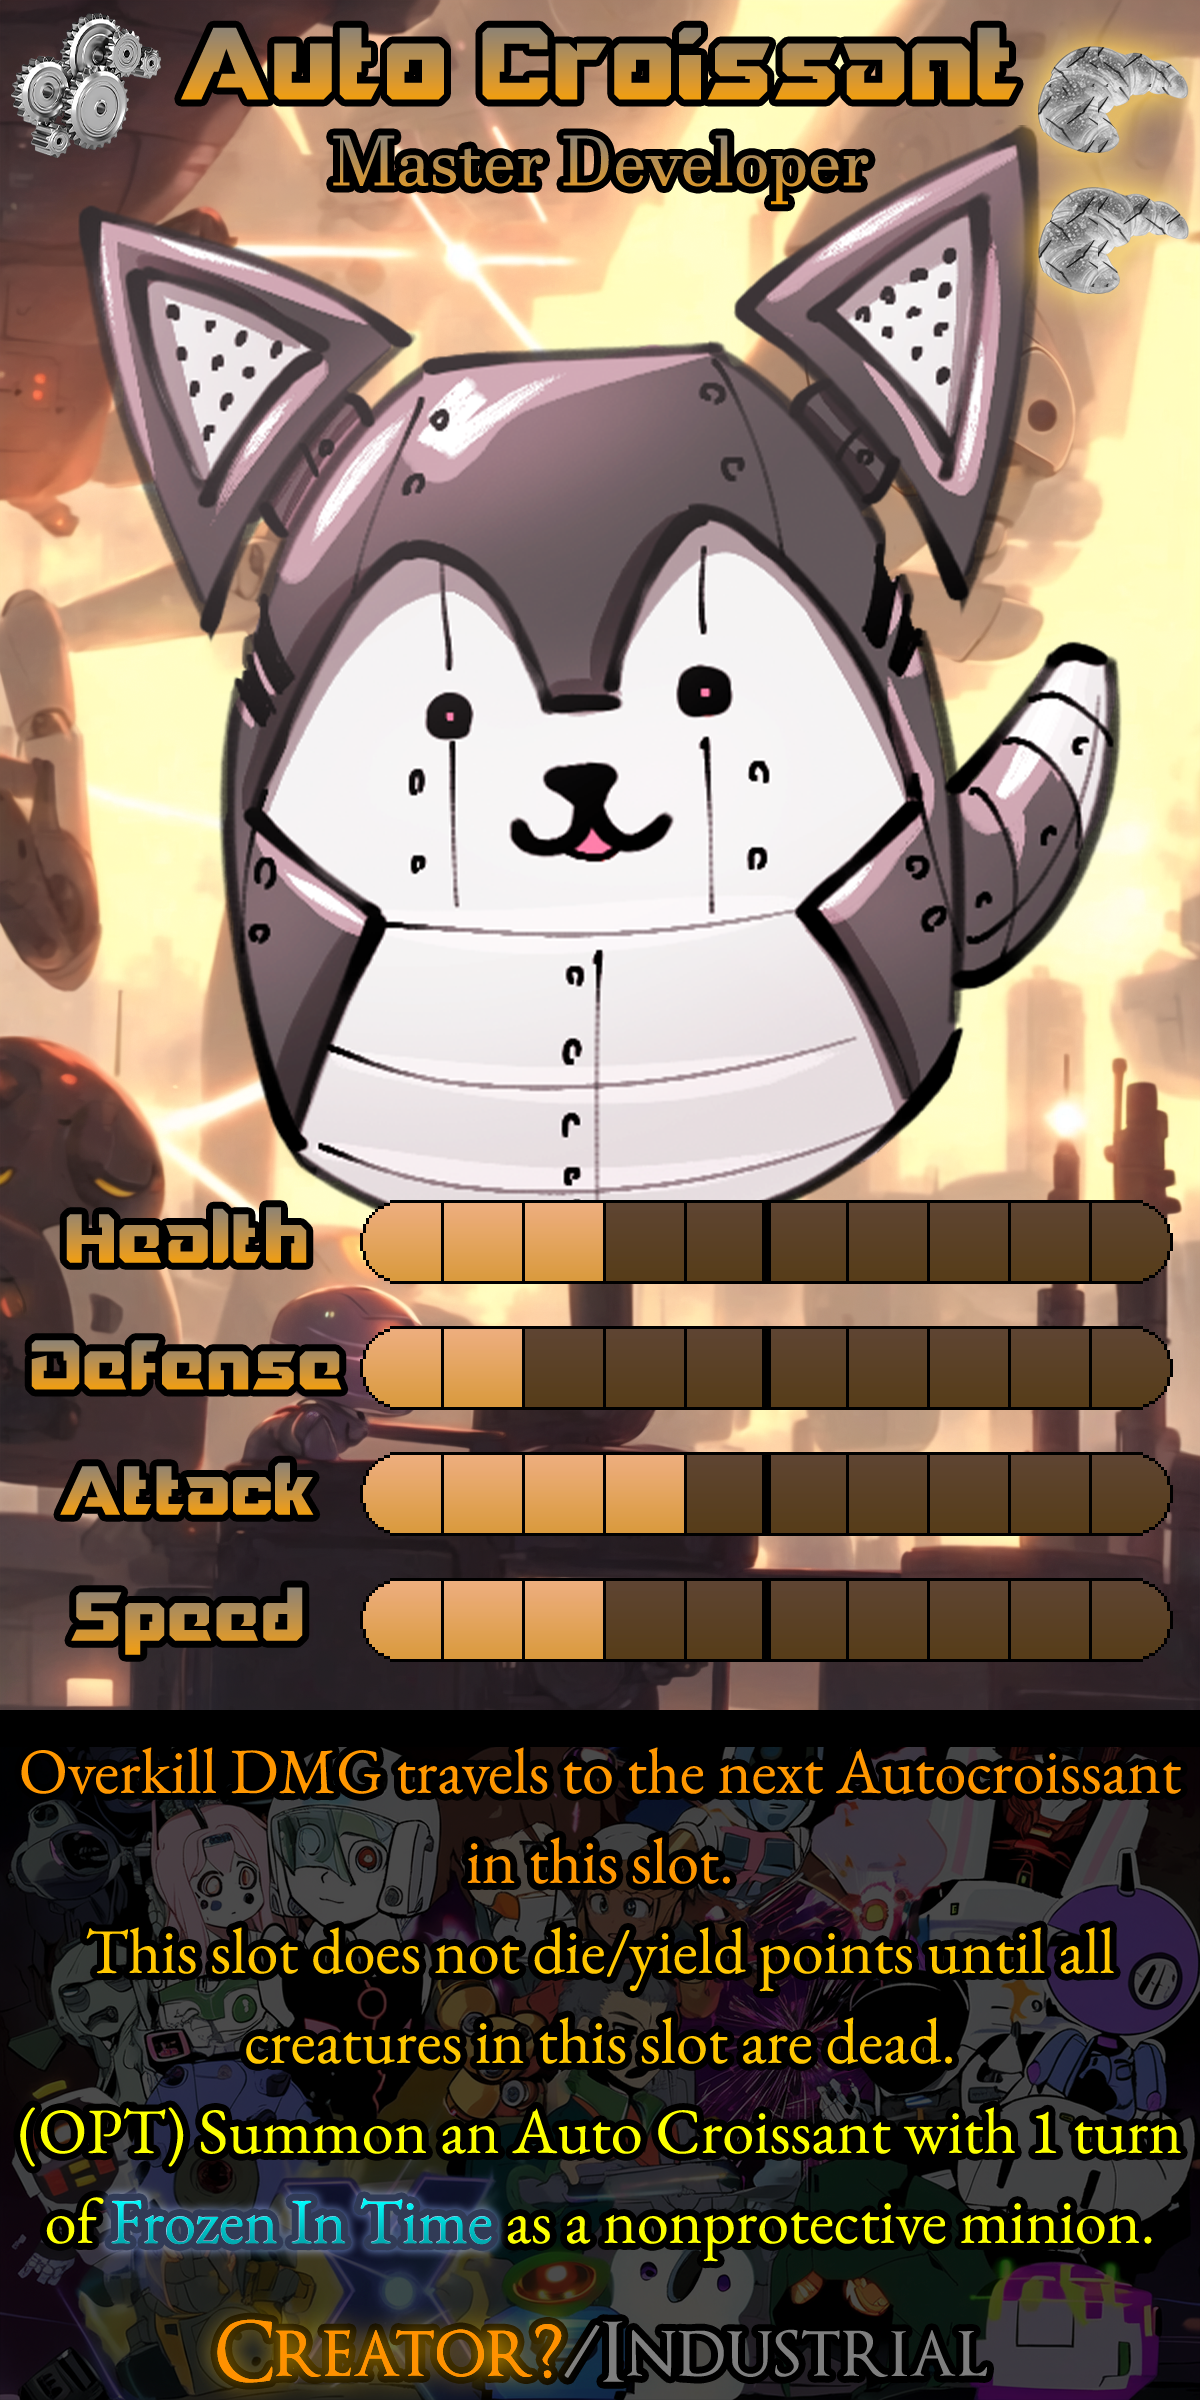 Auto Croissant
Master Developer
Health
Defense
Attack
Speed
Overkill DMG travels to the next Autocroissant
in this slot.
This slot does not die/yield points until all
creatures in this slot are dead.
(OPT) Summon an Auto Croissant with 1 turn
of Frozen In Time as a nonprotective minion.
Creator?/Industrial